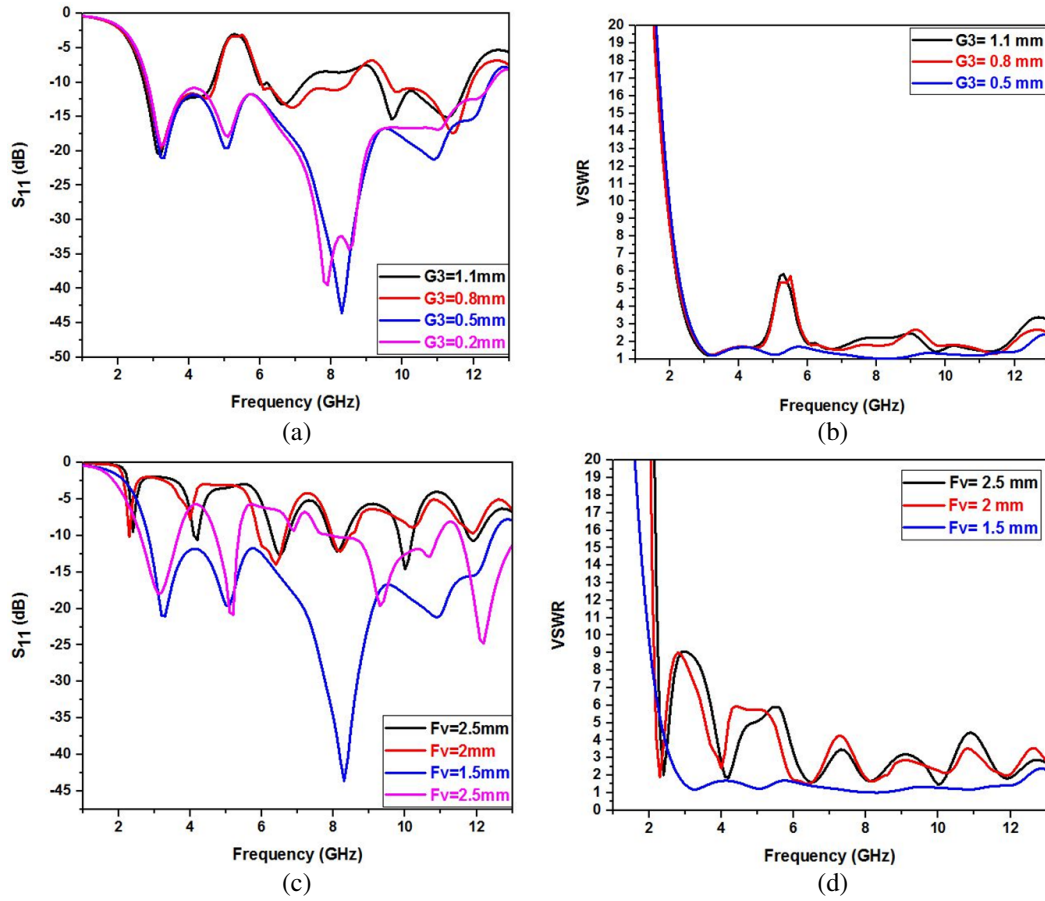 0
-5
-10
-15
-20
-25
-30
-35
-40
-45
-50
S11 (dB)
G3=1.1mm
G3=0.8mm
G3=0.5mm
G3=0.2mm
2 4 6 8 10 12
Frequency (GHz)
(a)
20
19
18
17
16
15
14
13
12
11
10
9
8
7
6
5
4
3
2
1
VSWR
G3= 1.1 mm
G3= 0.8 mm
G3= 0.5 mm
2 4 6 8 10 12
Frequency (GHz)
(b)
0
-5
-10
-15
-20
-25
-30
-35
-40
-45
S11 (dB)
Fv=2.5mm
Fv=2mm
Fv=1.5mm
Fv=2.5mm
2 4 6 8 10 12
Frequency (GHz)
(c)
20
19
18
17
16
15
14
13
12
11
10
9
8
7
6
5
4
3
2
1
0
VSWR
Fv= 2.5 mm
Fv= 2 mm
Fv= 1.5 mm
2 4 6 8 10 12
Frequency (GHz)
(d)